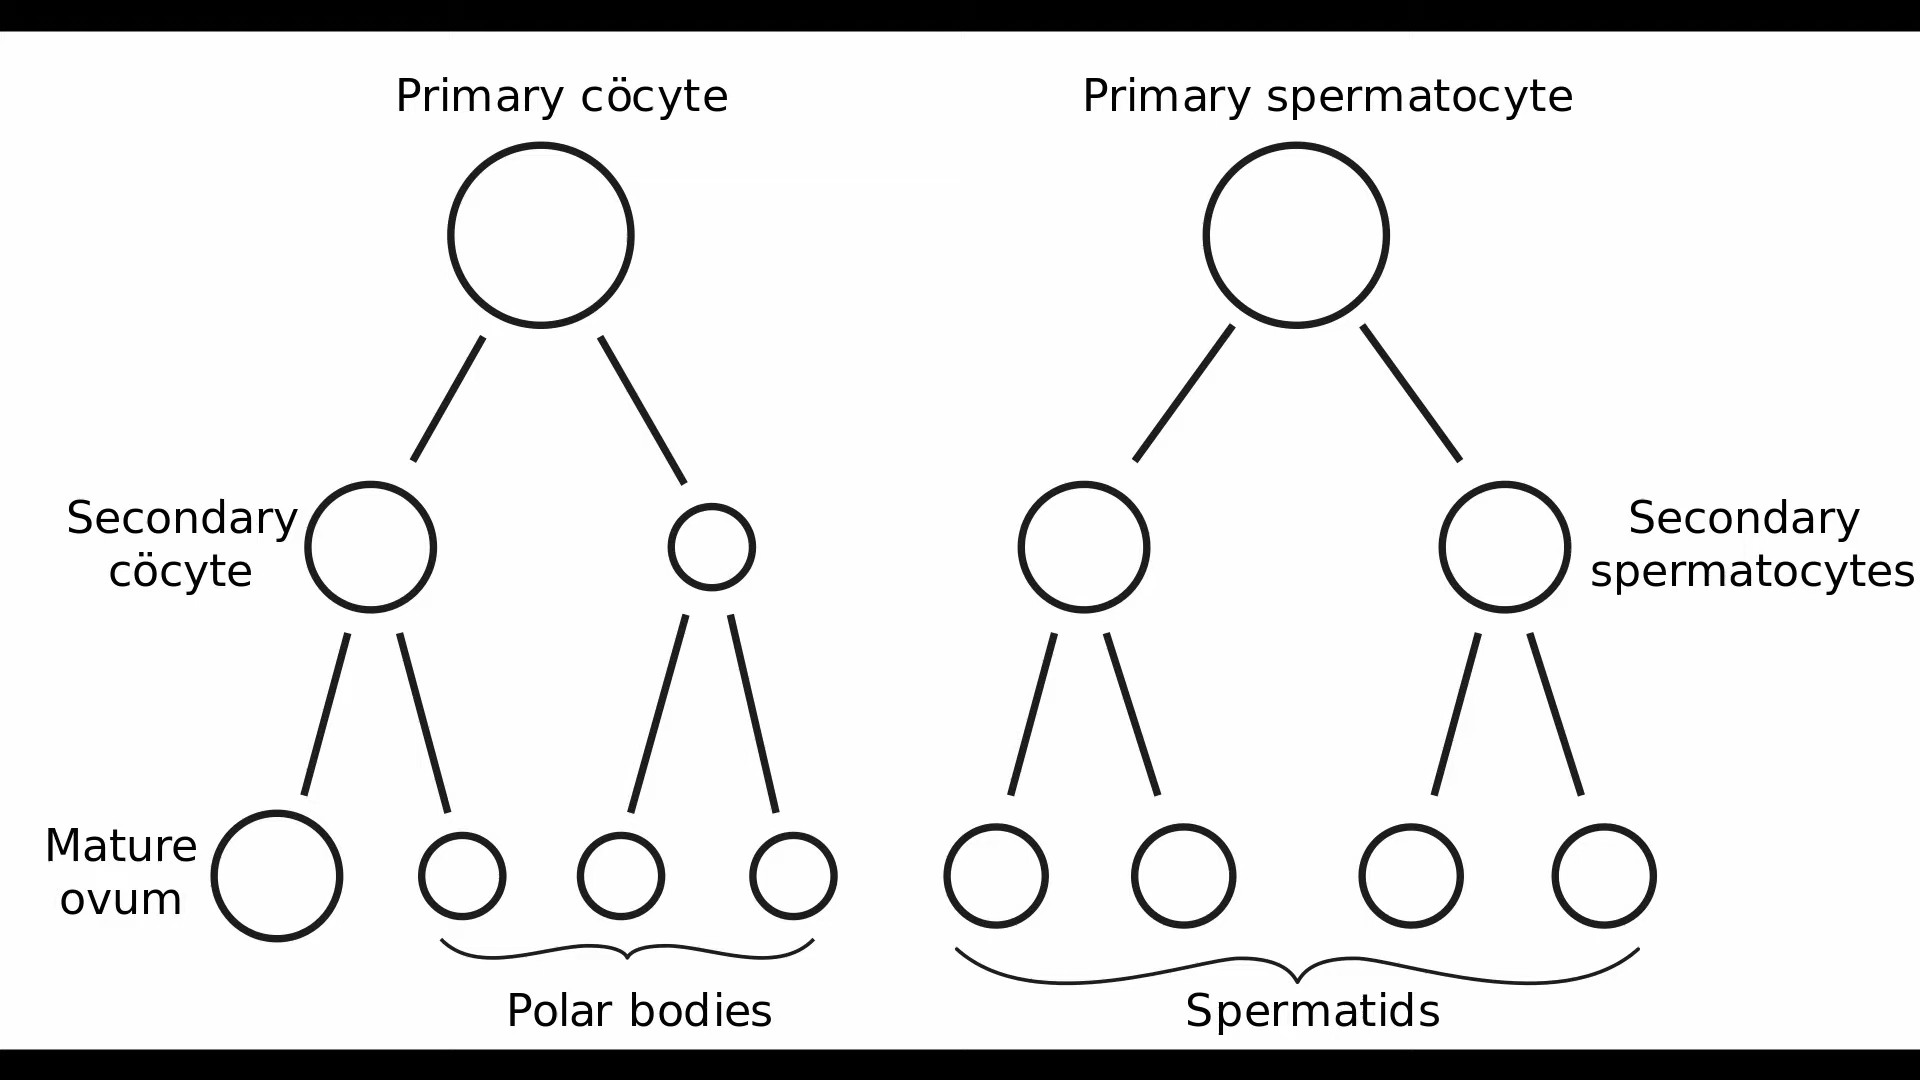 Primary cöcyte
Primary spermatocyte
Secondary
cöcyte
Secondary
spermatocytes
Mature
ovum
Polar bodies
Spermatids